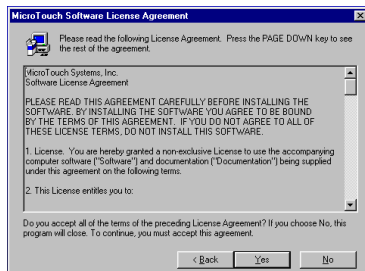 MicroTouch Software License Agreement
Please read the following License Agreement. Press the PAGE DOWN key to see
the rest of the agreement.
MicroTouch Systems, Inc.
Software License Agreement
PLEASE READ THIS AGREEMENT CAREFULLY BEFORE INSTALLING THE
SOFTWARE. BY INSTALLING THE SOFTWARE YOU AGREE TO BE BOUND
BY THE TERMS OF THIS AGREEMENT. IF YOU DO NOT AGREE TO ALL OF
THESE LICENSE TERMS, DO NOT INSTALL THIS SOFTWARE.
1. License. You are hereby granted a non-exclusive License to use the accompanying
computer software ("Software") and documentation ("Documentation") being supplied
under this agreement on the following terms.
2. This License entitles you to:
Do you accept all of the terms of the preceding License Agreement? If you choose No, this
program will close. To continue, you must accept this agreement.
< Back Yes No